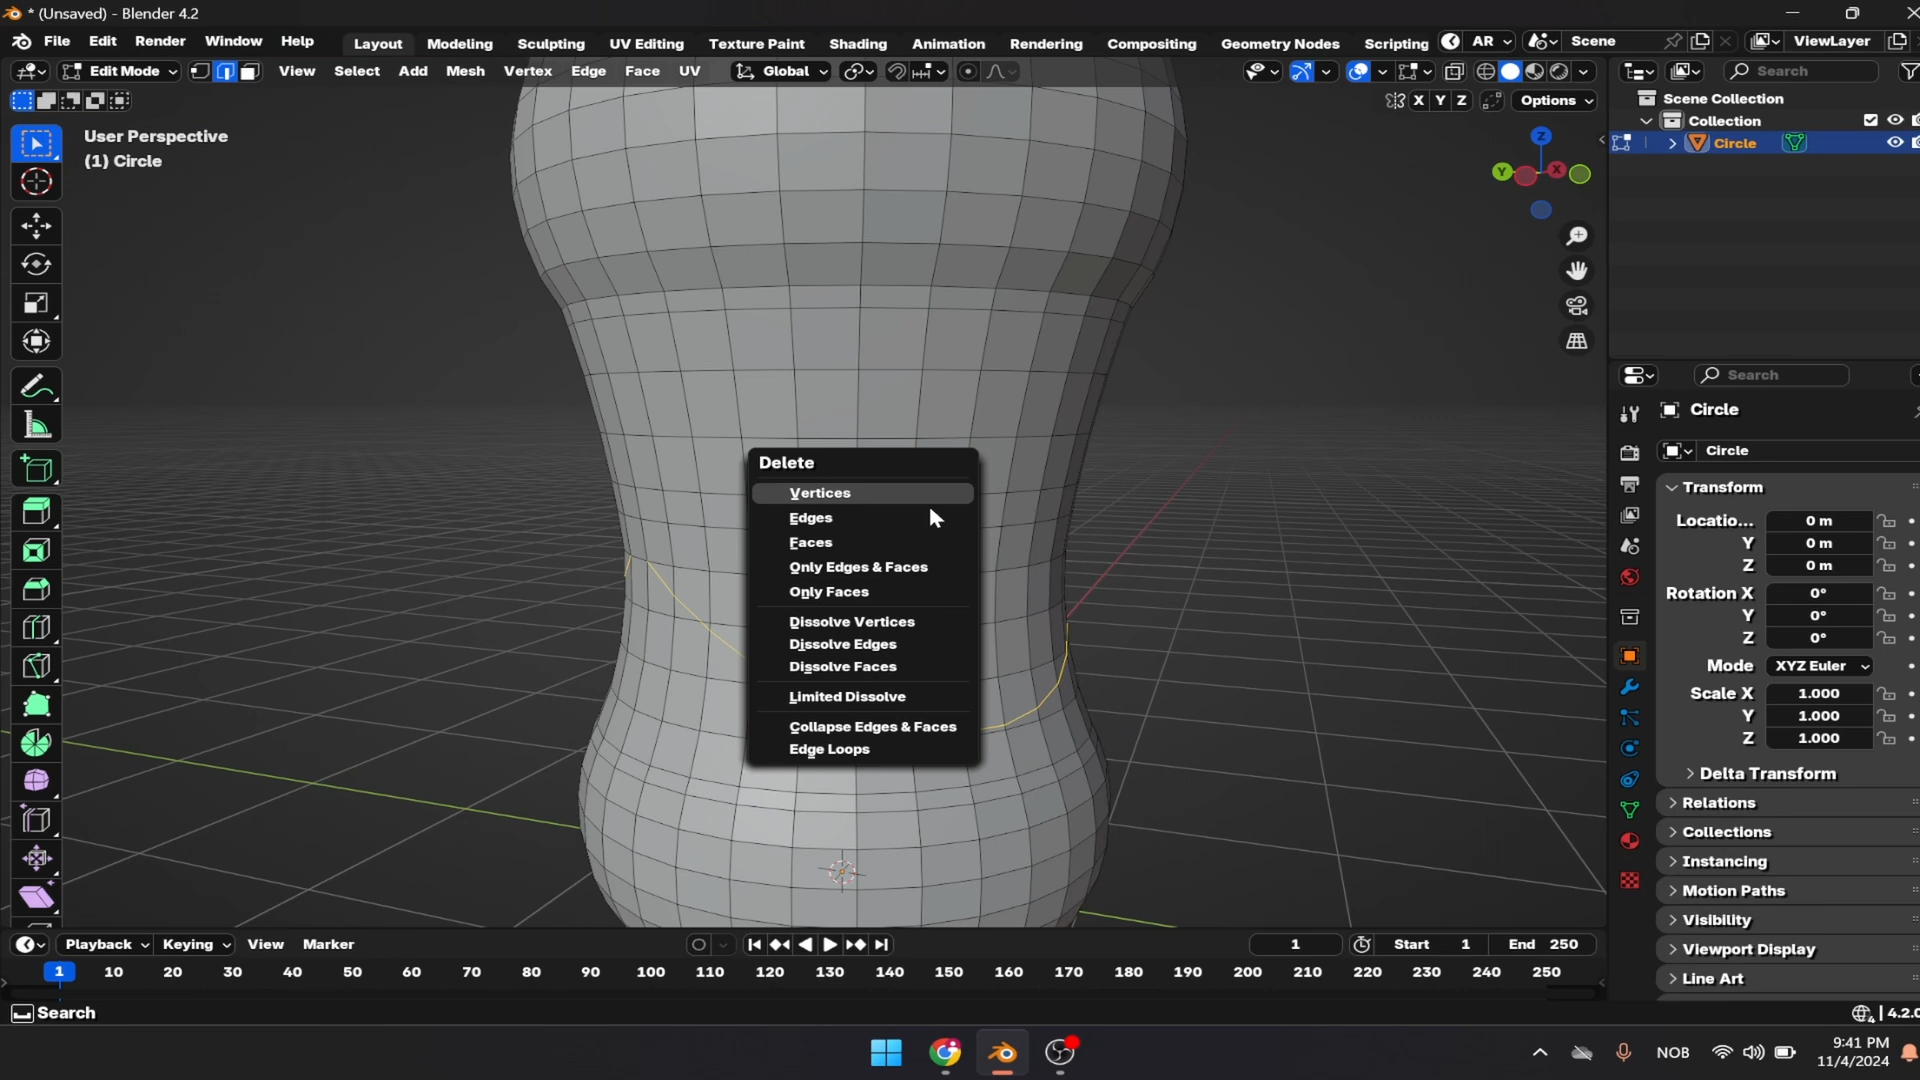 * (Unsaved) - Blender 4.2
File Edit Render Window Help Layout Modeling Sculpting UV Editing Texture Paint Shading Animation Rendering Compositing Geometry Nodes Scripting AR Scene ViewLayer
Edit Mode View Select Add Mesh Vertex Edge Face UV Global Search
X Y Z Options
Scene Collection
Collection
Circle
User Perspective
(1) Circle
Z
Y X
Delete
Vertices
Edges
Faces
Only Edges & Faces
Only Faces
Dissolve Vertices
Dissolve Edges
Dissolve Faces
Limited Dissolve
Collapse Edges & Faces
Edge Loops
Search
Circle
Circle
Transform
Locatio... 0 m
Y 0 m
Z 0 m
Rotation X 0°
Y 0°
Z 0°
Mode XYZ Euler
Scale X 1.000
Y 1.000
Z 1.000
Delta Transform
Relations
Collections
Instancing
Motion Paths
Visibility
Viewport Display
Line Art
Playback Keying View Marker 1 Start 1 End 250
1 10 20 30 40 50 60 70 80 90 100 110 120 130 140 150 160 170 180 190 200 210 220 230 240 250
Search
4 4.2.0
NOB 9:41 PM
11/4/2024